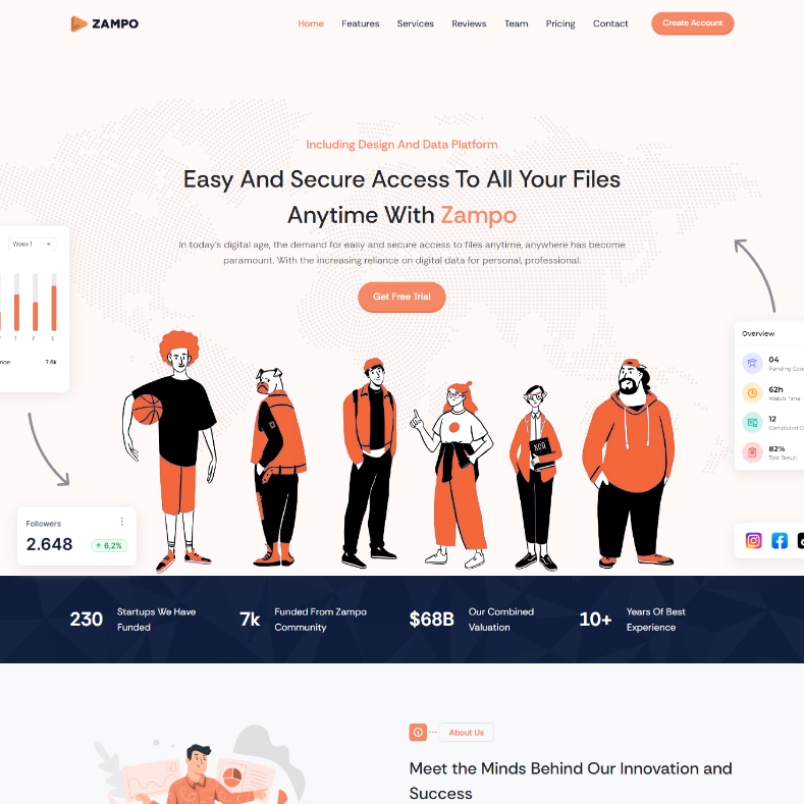 ZAMPO
Home Features Services Reviews Team Pricing Contact Create Account
Including Design And Data Platform
Easy And Secure Access To All Your Files
Anytime With Zampo
In today's digital age, the demand for easy and secure access to files anytime, anywhere has become
paramount. With the increasing reliance on digital data for personal, professional.
Get Free Trial
Week 1
7.6k
Overview
04
Pending
62h
Watch Time
12
Completed
82%
Test Result
Followers
2.648
6,2%
230
Startups We Have
Funded
7k
Funded From Zampo
Community
$68B
Our Combined
Valuation
10+
Years Of Best
Experience
About Us
Meet the Minds Behind Our Innovation and
Success